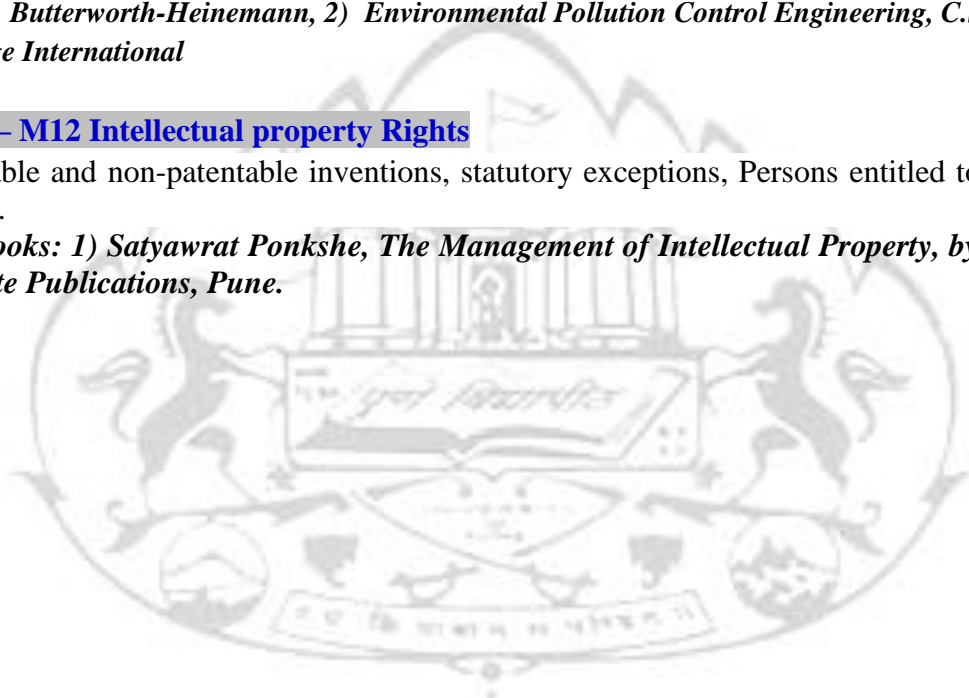 Butterworth-Heinemann, 2) Environmental Pollution Control Engineering, C.
e International
– M12 Intellectual property Rights
able and non-patentable inventions, statutory exceptions, Persons entitled to
.
ooks: 1) Satyawrat Ponkshe, The Management of Intellectual Property, by
te Publications, Pune.